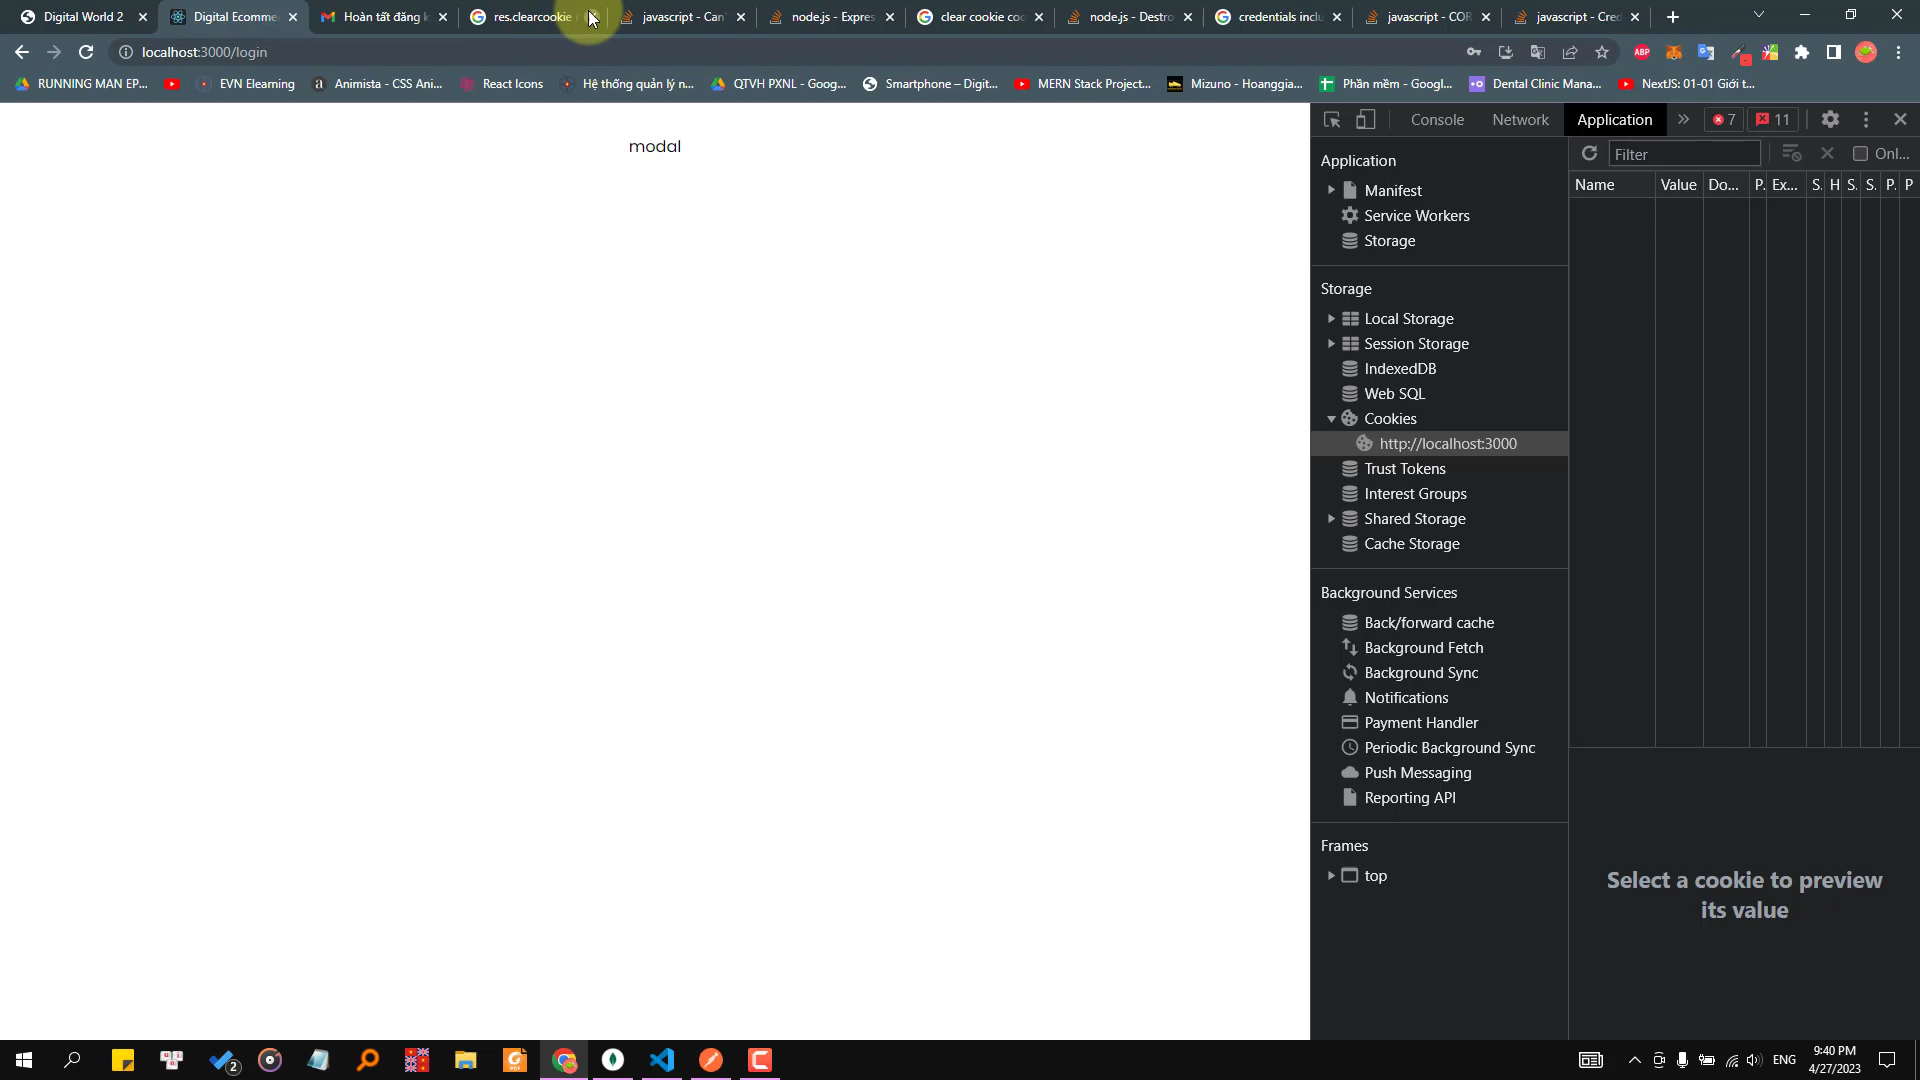 Digital World 2
Digital Ecomme
Hoàn tất đăng k
res.clearcookie
javascript - Can'
node.js - Expres
clear cookie coo
node.js - Destro
credentials inclu
javascript - COR
javascript - Cred
localhost:3000/login
ABP
RUNNING MAN EP...
EVN Elearning
Animista - CSS Ani...
React Icons
Hệ thống quản lý n...
QTVH PXNL - Goog...
Smartphone – Digit...
MERN Stack Project...
Mizuno - Hoanggia...
Phần mềm - Googl...
Dental Clinic Mana...
NextJS: 01-01 Giới t...
modal
Console
Network
Application
7
11
Filter
Onl...
Name
Value
Do...
P.
Ex...
S.
H
S.
S.
P.
P
Application
Manifest
Service Workers
Storage
Storage
Local Storage
Session Storage
IndexedDB
Web SQL
Cookies
http://localhost:3000
Trust Tokens
Interest Groups
Shared Storage
Cache Storage
Background Services
Back/forward cache
Background Fetch
Background Sync
Notifications
Payment Handler
Periodic Background Sync
Push Messaging
Reporting API
Frames
top
Select a cookie to preview
its value
2
ENG
9:40 PM
4/27/2023